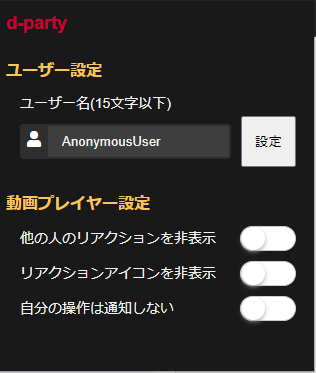 d-party
ユーザー設定
ユーザー名(15文字以下)
AnonymousUser
設定
動画プレイヤー設定
他の人のリアクションを非表示
リアクションアイコンを非表示
自分の操作は通知しない